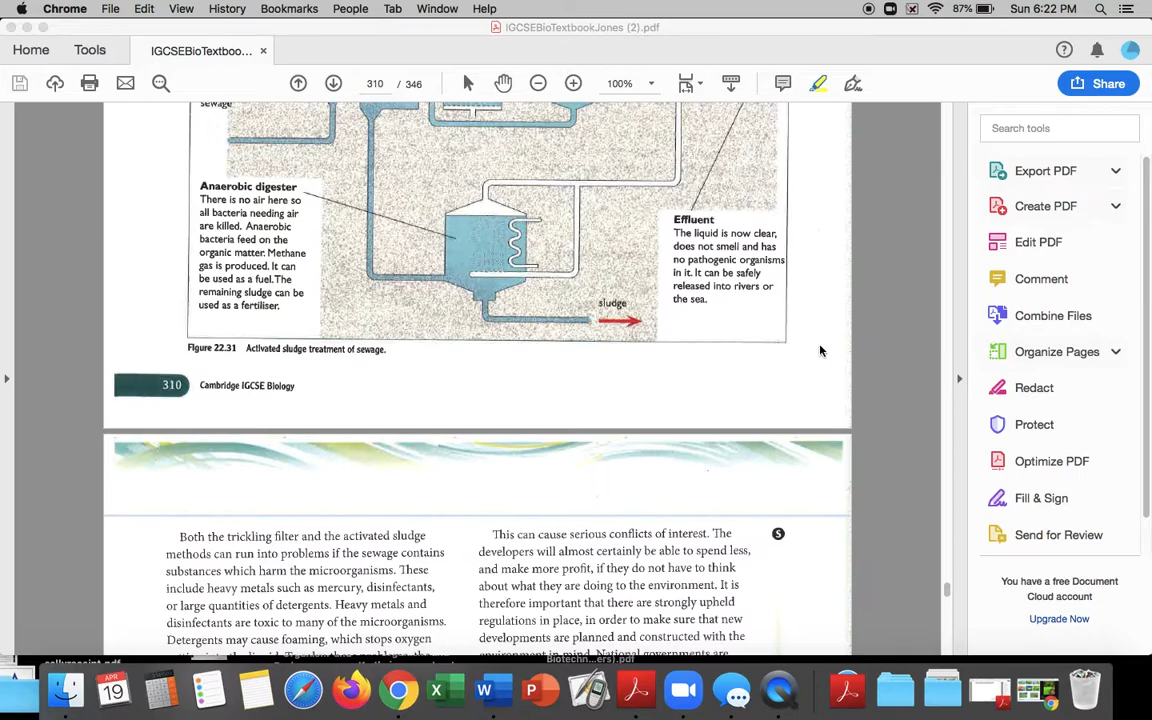 Chrome File Edit View History Bookmarks People Tab Window Help 87% Sun 6:22 PM
IGCSEBioTextbookJones (2).pdf
Home Tools IGCSEBioTextboo... ×
310 / 346 100% Share
sewage
Search tools
Export PDF
Create PDF
Edit PDF
Comment
Combine Files
Organize Pages
Redact
Protect
Optimize PDF
Fill & Sign
Send for Review
You have a free Document
Cloud account
Upgrade Now
Anaerobic digester
There is no air here so
all bacteria needing air
are killed. Anaerobic
bacteria feed on the
organic matter. Methane
gas is produced. It can
be used as a fuel. The
remaining sludge can be
used as a fertiliser.
Effluent
The liquid is now clear,
does not smell and has
no pathogenic organisms
in it. It can be safely
released into rivers or
the sea.
sludge
Figure 22.31 Activated sludge treatment of sewage.
310 Cambridge IGCSE Biology
Both the trickling filter and the activated sludge
methods can run into problems if the sewage contains
substances which harm the microorganisms. These
include heavy metals such as mercury, disinfectants,
or large quantities of detergents. Heavy metals and
disinfectants are toxic to many of the microorganisms.
Detergents may cause foaming, which stops oxygen
This can cause serious conflicts of interest. The
developers will almost certainly be able to spend less,
and make more profit, if they do not have to think
about what they are doing to the environment. It is
therefore important that there are strongly upheld
regulations in place, in order to make sure that new
developments are planned and constructed with the
environment in mind. National governments are
S
Biotechn...ers).pdf
APR
19